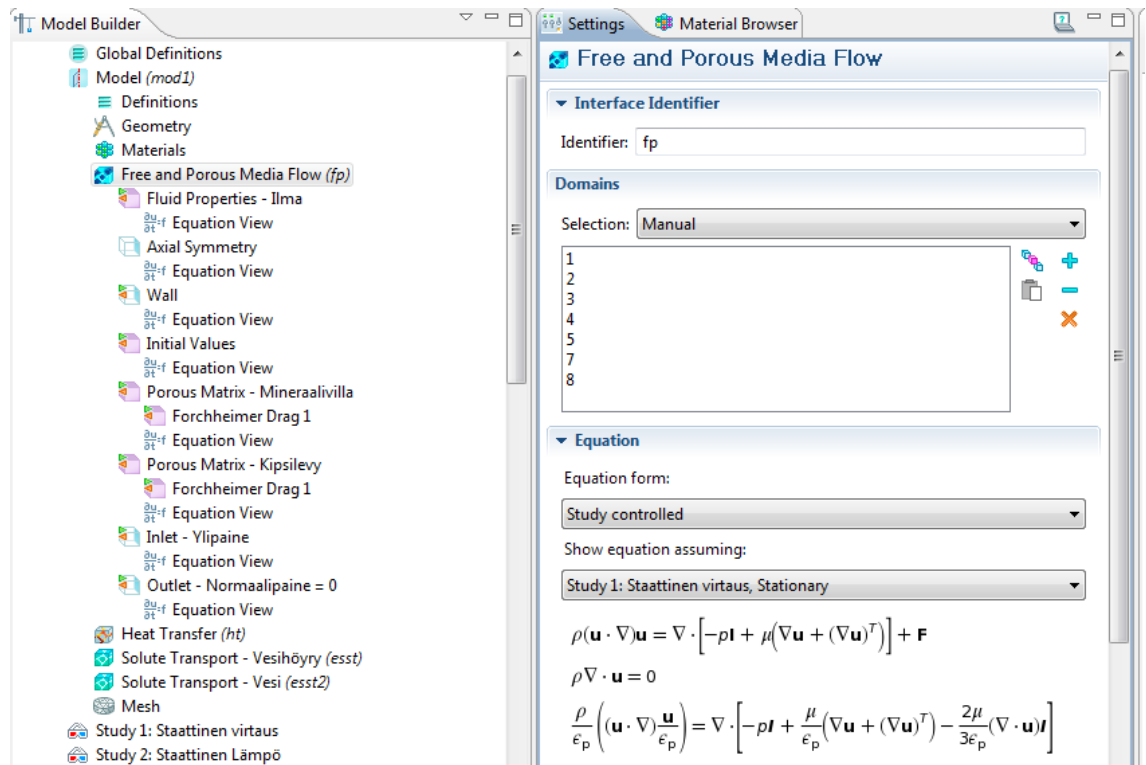 Model Builder
Global Definitions
Model (mod1)
Definitions
Geometry
Materials
Free and Porous Media Flow (fp)
Fluid Properties - Ilma
∂u/∂t=f Equation View
Axial Symmetry
∂u/∂t=f Equation View
Wall
∂u/∂t=f Equation View
Initial Values
∂u/∂t=f Equation View
Porous Matrix - Mineraalivilla
Forchheimer Drag 1
∂u/∂t=f Equation View
Porous Matrix - Kipsilevy
Forchheimer Drag 1
∂u/∂t=f Equation View
Inlet - Ylipaine
∂u/∂t=f Equation View
Outlet - Normaalipaine = 0
∂u/∂t=f Equation View
Heat Transfer (ht)
Solute Transport - Vesihöyry (esst)
Solute Transport - Vesi (esst2)
Mesh
Study 1: Staattinen virtaus
Study 2: Staattinen Lämpö
Settings Material Browser
Free and Porous Media Flow
Interface Identifier
Identifier: fp
Domains
Selection: Manual
1
2
3
4
5
7
8
Equation
Equation form:
Study controlled
Show equation assuming:
Study 1: Staattinen virtaus, Stationary
ρ(u · ∇)u = ∇ · [−pI + μ(∇u + (∇u)ᵀ)] + F
ρ∇ · u = 0
ρ/ϵp ((u · ∇) u/ϵp) = ∇ · [−pI + μ/ϵp (∇u + (∇u)ᵀ) − 2μ/3ϵp (∇ · u)I]